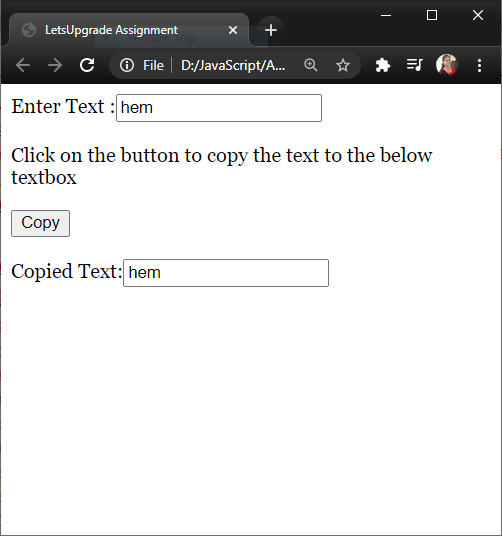 LetsUpgrade Assignment
File | D:/JavaScript/A...
Enter Text :hem
Click on the button to copy the text to the below
textbox
Copy
Copied Text:hem